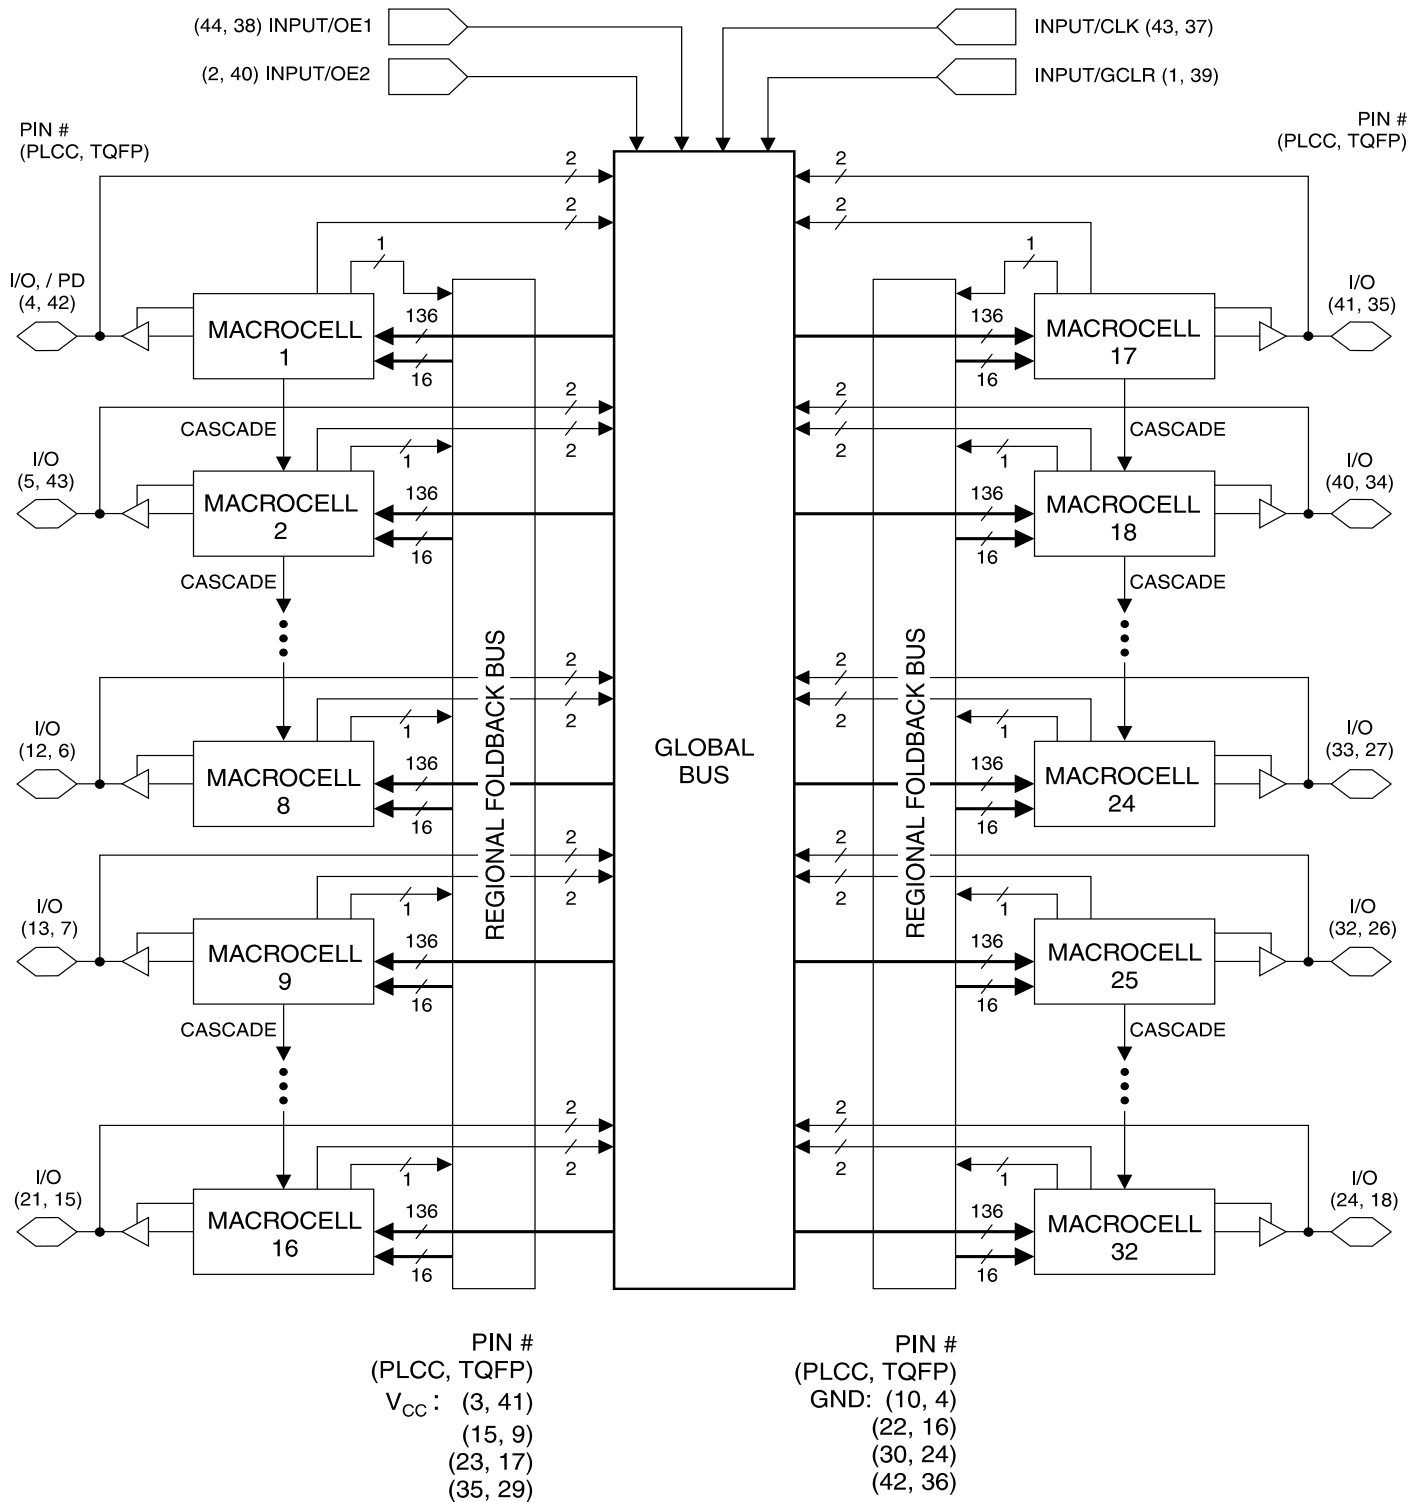 (44, 38) INPUT/OE1
INPUT/CLK (43, 37)
(2, 40) INPUT/OE2
INPUT/GCLR (1, 39)
PIN #
(PLCC, TQFP)
PIN #
(PLCC, TQFP)
2
2
2
2
1
1
I/O, / PD
(4, 42)
MACROCELL
1
136
16
136
16
MACROCELL
17
I/O
(41, 35)
CASCADE
2
2
CASCADE
I/O
(5, 43)
1
2
2
1
I/O
(40, 34)
MACROCELL
2
136
16
136
16
MACROCELL
18
CASCADE
CASCADE
2
2
I/O
(12, 6)
1
2
2
1
I/O
(33, 27)
MACROCELL
8
136
16
136
16
MACROCELL
24
REGIONAL FOLDBACK BUS
GLOBAL
BUS
REGIONAL FOLDBACK BUS
2
2
I/O
(13, 7)
1
2
2
1
I/O
(32, 26)
MACROCELL
9
136
16
136
16
MACROCELL
25
CASCADE
CASCADE
2
2
I/O
(21, 15)
1
2
2
1
I/O
(24, 18)
MACROCELL
16
136
16
136
16
MACROCELL
32
PIN #
(PLCC, TQFP)
VCC : (3, 41)
(15, 9)
(23, 17)
(35, 29)
PIN #
(PLCC, TQFP)
GND: (10, 4)
(22, 16)
(30, 24)
(42, 36)